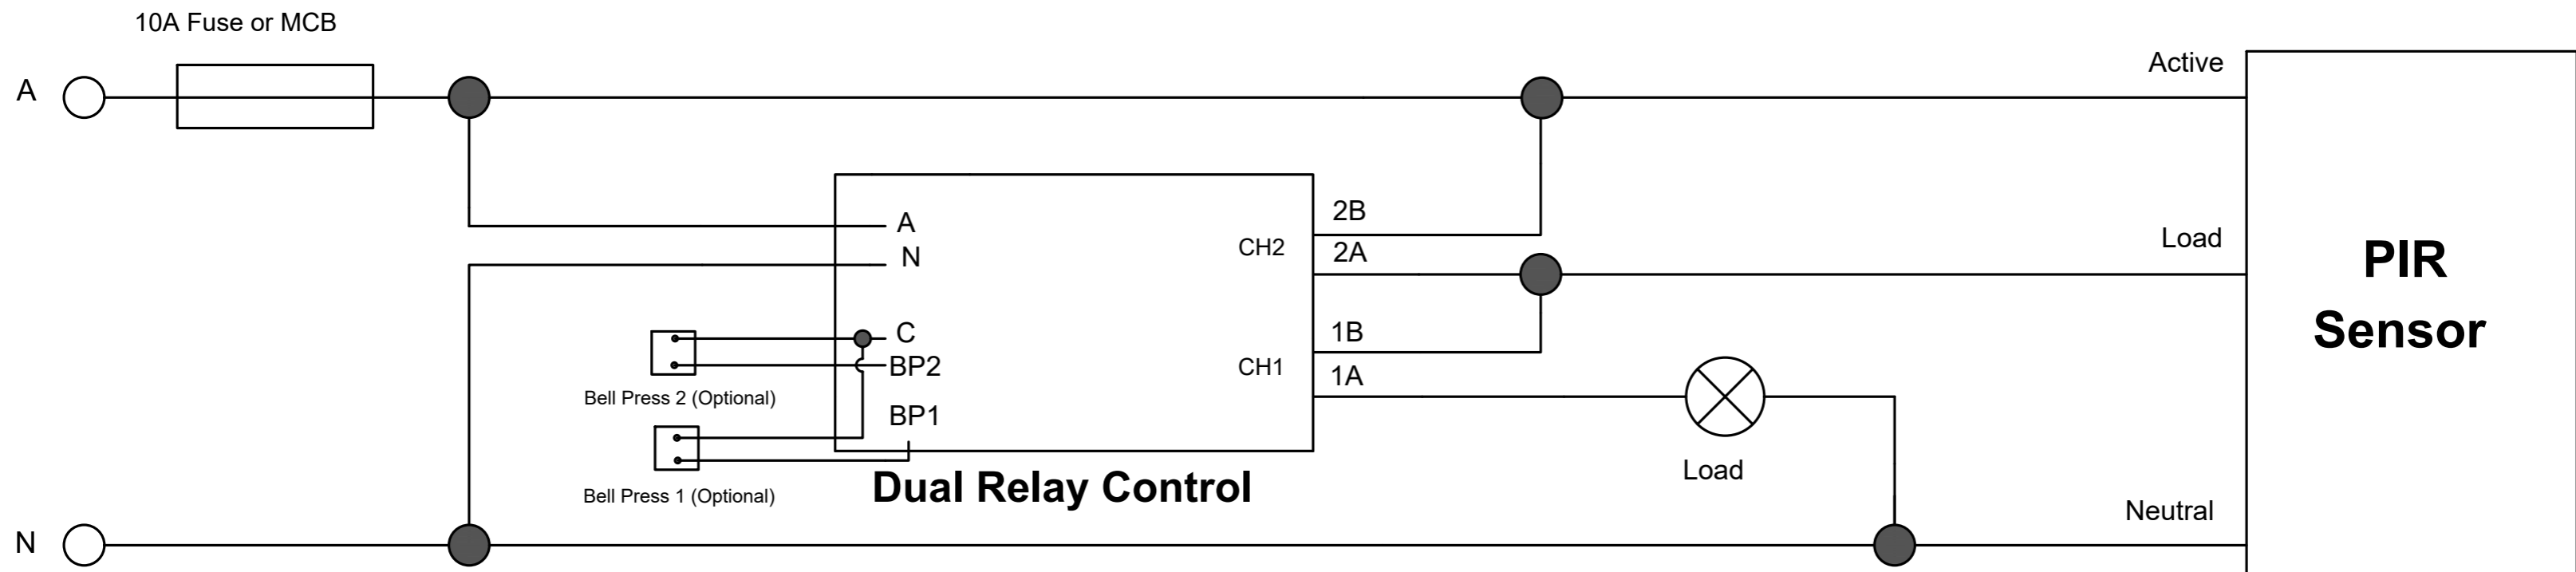 10A Fuse or MCB
A
Active
2B
A
CH2
2A
Load
N
PIR
Sensor
C
1B
BP2
CH1
1A
Bell Press 2 (Optional)
BP1
Load
Dual Relay Control
Bell Press 1 (Optional)
Neutral
N